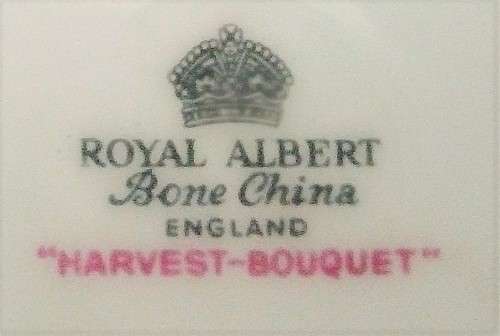 ROYAL ALBERT
Bone China
ENGLAND
"HARVEST-BOUQUET"